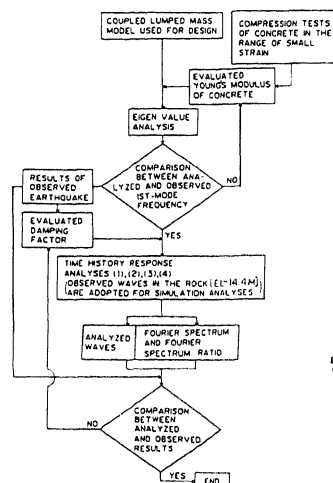 COUPLED LUMPED MASS
MODEL USED FOR DESIGN
COMPRESSION TESTS
OF CONCRETE IN THE
RANGE OF SMALL
STRAIN
EVALUATED
YOUNG'S MODULUS
OF CONCRETE
EIGEN VALUE
ANALYSIS
COMPARISON
BETWEEN ANA-
LYZED AND OBSERVED
1ST-MODE
FREQUENCY
NO
RESULTS OF
OBSERVED
EARTHQUAKE
EVALUATED
DAMPING
FACTOR
YES
TIME HISTORY RESPONSE
ANALYSES (1),(2),(3),(4)
(OBSERVED WAVES IN THE ROCK [EL-14.4M]
ARE ADOPTED FOR SIMULATION ANALYSES)
ANALYZED
WAVES
FOURIER SPECTRUM
AND FOURIER
SPECTRUM RATIO
NO
COMPARISON
BETWEEN
ANALYZED
AND OBSERVED
RESULTS
YES
END